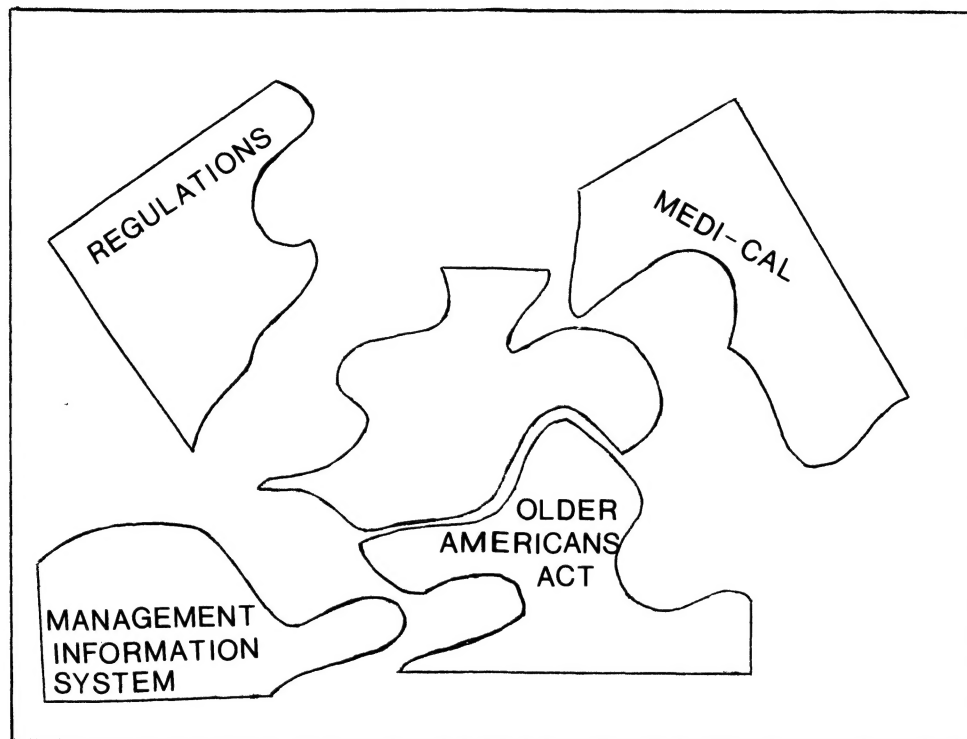 REGULATIONS
MEDI-CAL
OLDER
AMERICANS
ACT
MANAGEMENT
INFORMATION
SYSTEM